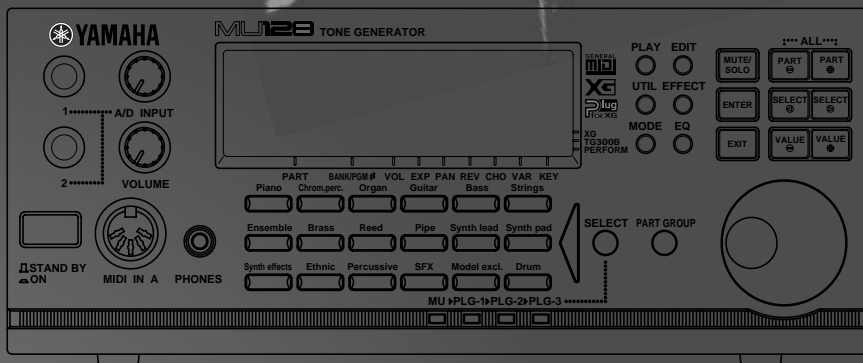 YAMAHA
MU128 TONE GENERATOR
1
A/D INPUT
2
VOLUME
STAND BY
ON
MIDI IN A
PHONES
GENERAL
MIDI
XG
Plug
for XG
XG
TG300B
PERFORM
PART BANK/PGM# VOL EXP PAN REV CHO VAR KEY
Piano Chrom.perc. Organ Guitar Bass Strings
Ensemble Brass Reed Pipe Synth lead Synth pad
Synth effects Ethnic Percussive SFX Model excl. Drum
MU PLG-1 PLG-2 PLG-3
SELECT PART GROUP
PLAY EDIT
UTIL EFFECT
MODE EQ
ALL
MUTE/
SOLO
PART PART
ENTER SELECT SELECT
EXIT VALUE VALUE